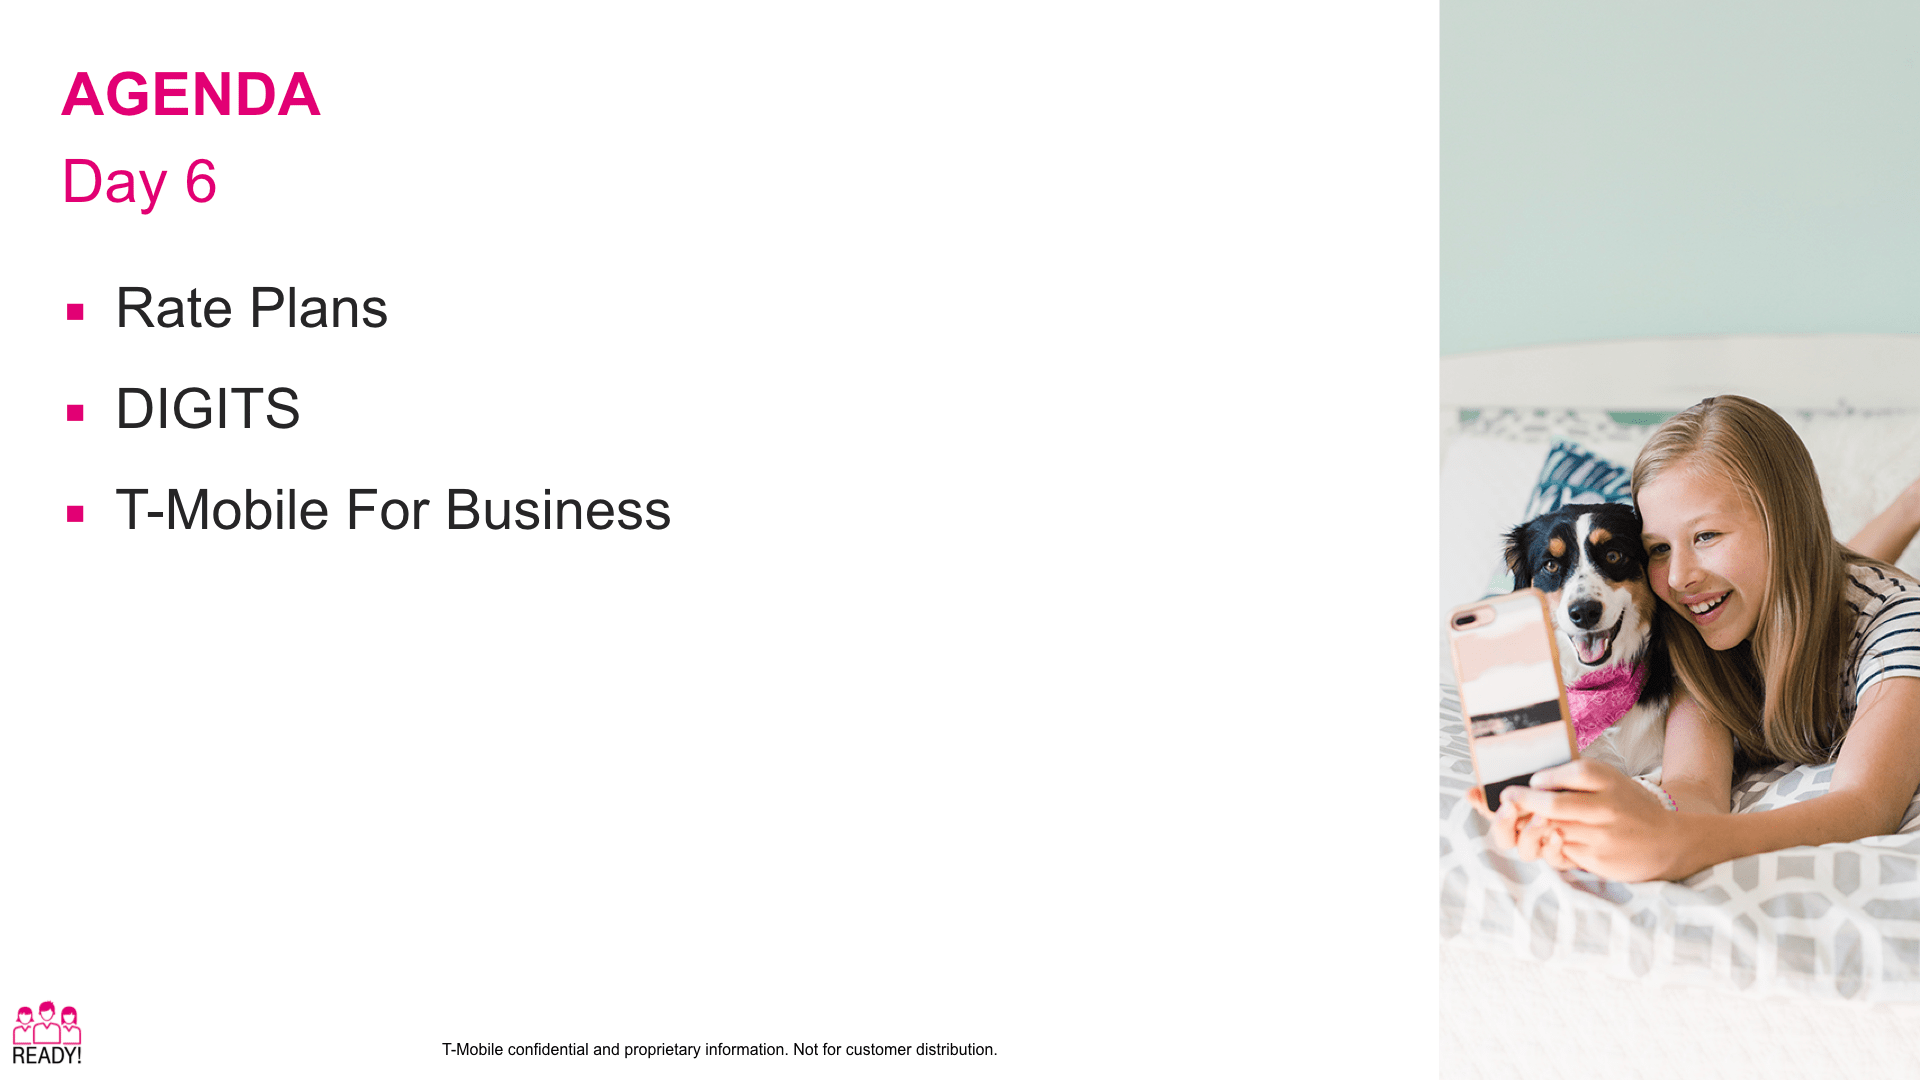 AGENDA
Day 6
Rate Plans
DIGITS
T-Mobile For Business
READY!
T-Mobile confidential and proprietary information. Not for customer distribution.